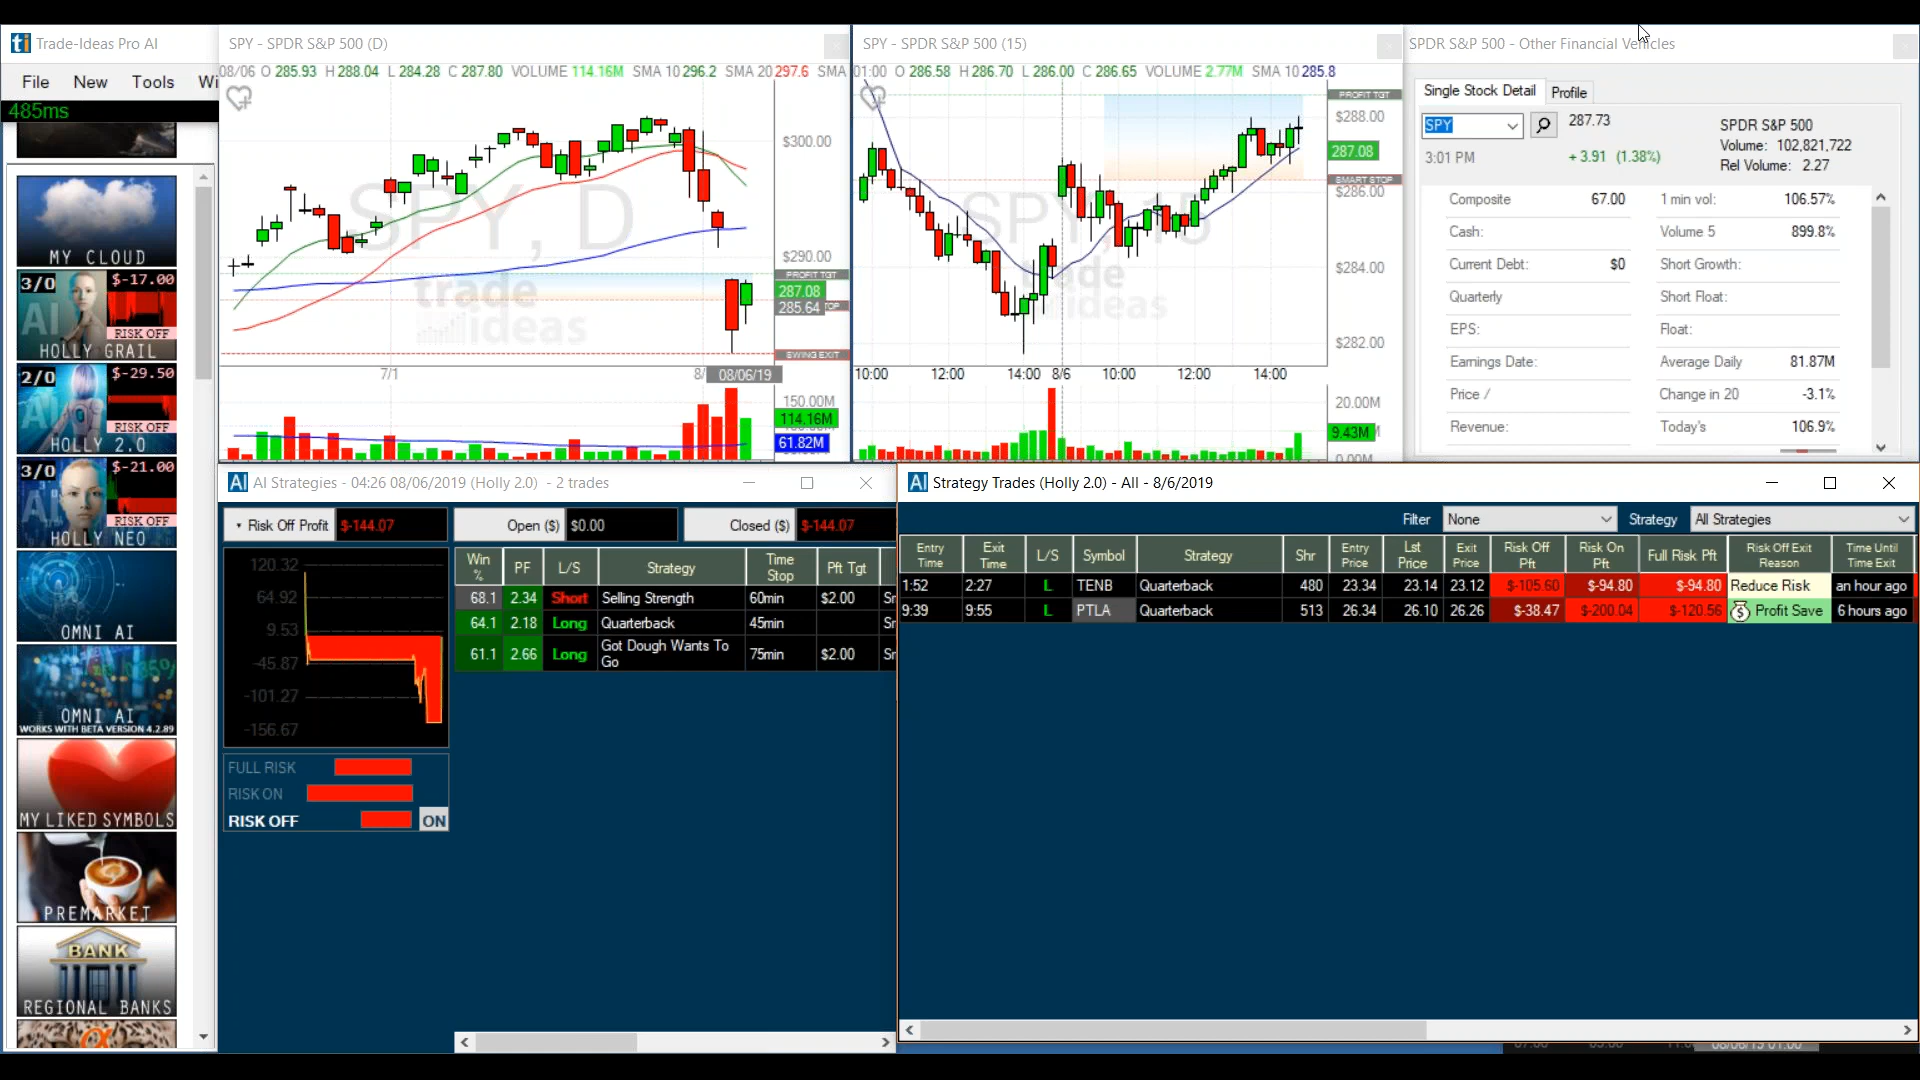 Trade-Ideas Pro AI
File New Tools Wi
485ms
MY CLOUD
3/0 $-17.00
RISK OFF
HOLLY GRAIL
2/0 $-29.50
RISK OFF
HOLLY 2.0
3/0 $-21.00
RISK OFF
HOLLY NEO
OMNI AI
OMNI AI
WORKS WITH BETA VERSION 4.2.89
MY LIKED SYMBOLS
PREMARKET
BANK
REGIONAL BANKS
SPY - SPDR S&P 500 (D)
08/06 O 285.93 H 288.04 L 284.28 C 287.80 VOLUME 114.16M SMA 10 296.2 SMA 20 297.6 SMA
SPY, D
trade
ideas
$300.00
$290.00
PROFIT TGT
287.08
285.64
SWING EXIT
7/1 8/ 08/06/19
150.00M
114.16M
61.82M
SPY - SPDR S&P 500 (15)
01:00 O 286.58 H 286.70 L 286.00 C 286.65 VOLUME 2.77M SMA 10 285.8
PROFIT TGT
$288.00
287.08
SMART STOP
$286.00
$284.00
$282.00
10:00 12:00 14:00 8/6 10:00 12:00 14:00
20.00M
9.43M
0.00M
SPDR S&P 500 - Other Financial Vehicles
Single Stock Detail Profile
SPY 287.73
3:01 PM +3.91 (1.38%)
SPDR S&P 500
Volume: 102,821,722
Rel Volume: 2.27
Composite 67.00 1 min vol: 106.57%
Cash: Volume 5 899.8%
Current Debt: $0 Short Growth:
Quarterly Short Float:
EPS: Float:
Earnings Date: Average Daily 81.87M
Price / Change in 20 -3.1%
Revenue: Today's 106.9%
AI AI Strategies - 04:26 08/06/2019 (Holly 2.0) - 2 trades
Risk Off Profit $-144.07 Open ($) $0.00 Closed ($) $-144.07
120.32
64.92
9.53
-45.87
-101.27
-156.67
FULL RISK
RISK ON
RISK OFF ON
Win % PF L/S Strategy Time Stop Pft Tgt
68.1 2.34 Short Selling Strength 60min $2.00 Sr
64.1 2.18 Long Quarterback 45min Sr
61.1 2.66 Long Got Dough Wants To Go 75min $2.00 Sr
AI Strategy Trades (Holly 2.0) - All - 8/6/2019
Filter None Strategy All Strategies
Entry Time Exit Time L/S Symbol Strategy Shr Entry Price Lst Price Exit Price Risk Off Pft Risk On Pft Full Risk Pft Risk Off Exit Reason Time Until Time Exit
1:52 2:27 L TENB Quarterback 480 23.34 23.14 23.12 $-105.60 $-94.80 $-94.80 Reduce Risk an hour ago
9:39 9:55 L PTLA Quarterback 513 26.34 26.10 26.26 $-38.47 $-200.04 $-120.56 Profit Save 6 hours ago